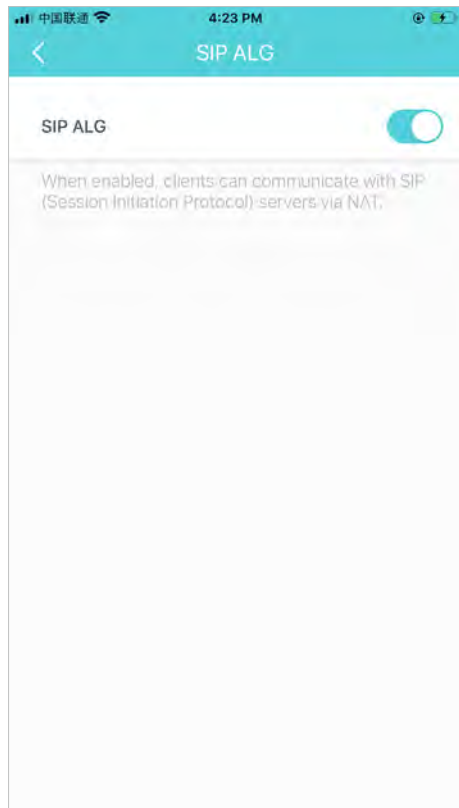 中国联通 4:23 PM
SIP ALG
SIP ALG
When enabled, clients can communicate with SIP
(Session Initiation Protocol) servers via NAT.